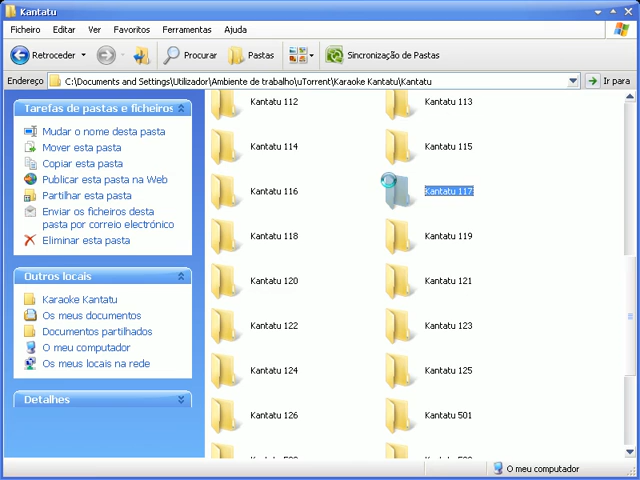 Kantatu
Ficheiro Editar Ver Favoritos Ferramentas Ajuda
Retroceder Procurar Pastas Sincronização de Pastas
Endereço C:\Documents and Settings\Utilizador\Ambiente de trabalho\uTorrent\Karaoke Kantatu\Kantatu Ir para
Tarefas de pastas e ficheiros
Mudar o nome desta pasta
Mover esta pasta
Copiar esta pasta
Publicar esta pasta na Web
Partilhar esta pasta
Enviar os ficheiros desta
pasta por correio electrónico
Eliminar esta pasta
Outros locais
Karaoke Kantatu
Os meus documentos
Documentos partilhados
O meu computador
Os meus locais na rede
Detalhes
Kantatu 112 Kantatu 113
Kantatu 114 Kantatu 115
Kantatu 116 Kantatu 117
Kantatu 118 Kantatu 119
Kantatu 120 Kantatu 121
Kantatu 122 Kantatu 123
Kantatu 124 Kantatu 125
Kantatu 126 Kantatu 501
O meu computador